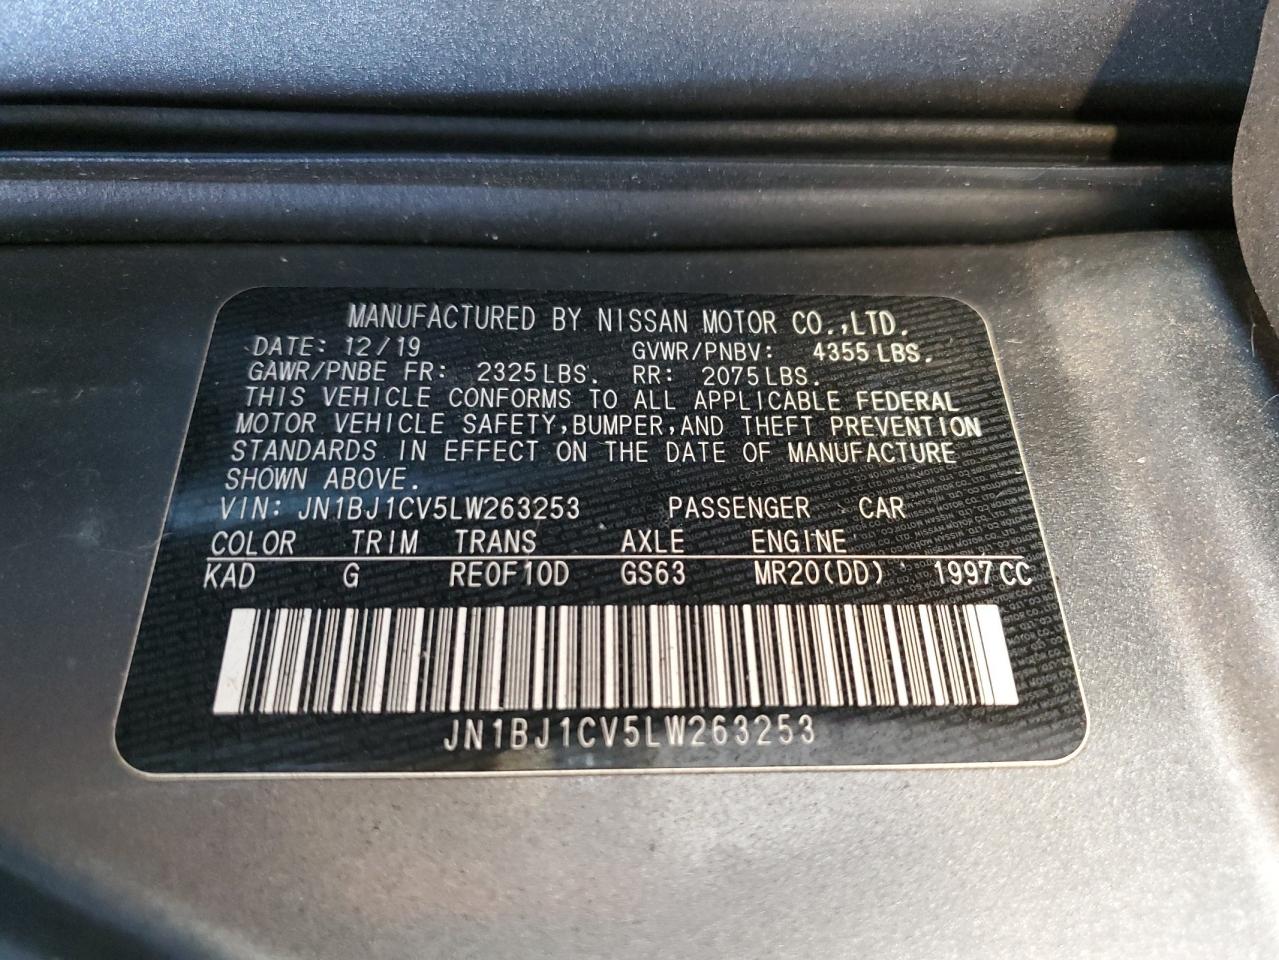 MANUFACTURED BY NISSAN MOTOR CO.,LTD.
DATE: 12/19 GVWR/PNBV: 4355 LBS.
GAWR/PNBE FR: 2325 LBS. RR: 2075 LBS.
THIS VEHICLE CONFORMS TO ALL APPLICABLE FEDERAL
MOTOR VEHICLE SAFETY,BUMPER,AND THEFT PREVENTION
STANDARDS IN EFFECT ON THE DATE OF MANUFACTURE
SHOWN ABOVE.
VIN: JN1BJ1CV5LW263253 PASSENGER CAR
COLOR TRIM TRANS AXLE ENGINE
KAD G RE0F10D GS63 MR20(DD) 1997 CC
JN1BJ1CV5LW263253